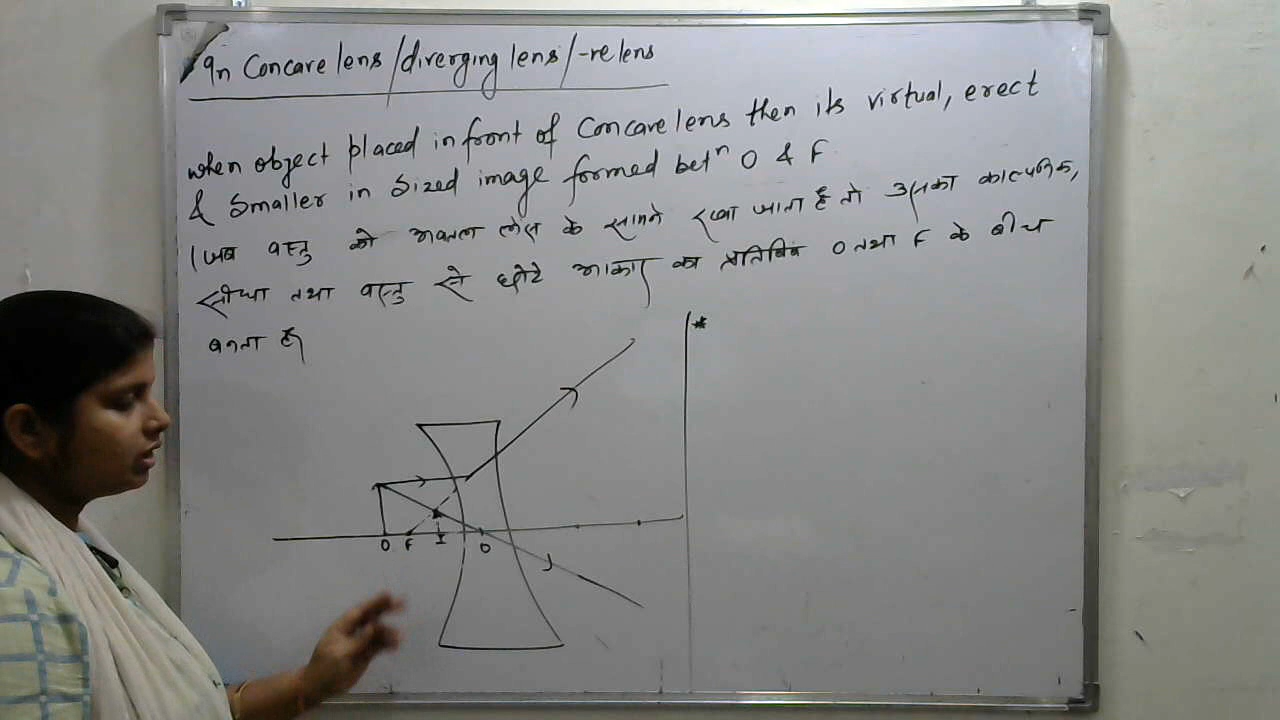 In Concave lens/diverging lens/-ve lens
when object placed in front of Concave lens then its virtual, erect
& Smaller in Sized image formed betⁿ O & F
(जब वस्तु को अवतल लेंस के सामने रखा जाता है तो उसका काल्पनिक,
सीधा तथा वस्तु से छोटे आकार का प्रतिबिंब O तथा F के बीच
बनता है
O F I O